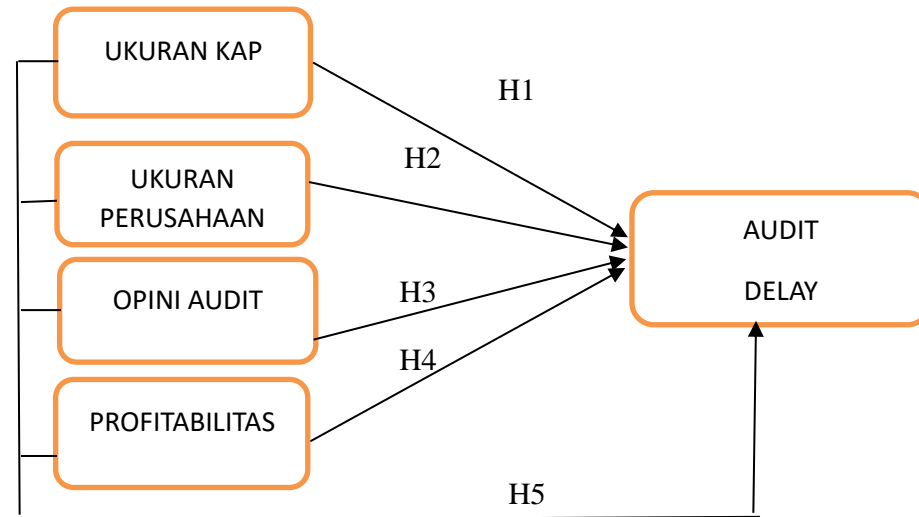 UKURAN KAP
H1
H2
UKURAN
PERUSAHAAN
AUDIT
DELAY
OPINI AUDIT
H3
H4
PROFITABILITAS
H5